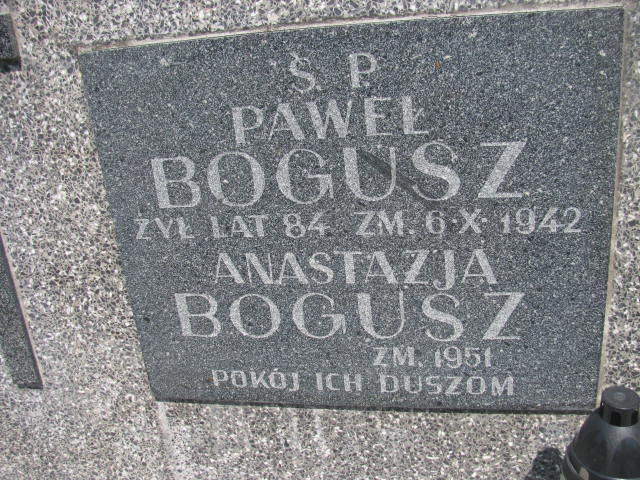 Ś. P.
PAWEŁ
BOGUSZ
ŻYŁ LAT 84 ZM. 6·X·1942
ANASTAZJA
BOGUSZ
ZM. 1951
POKÓJ ICH DUSZOM